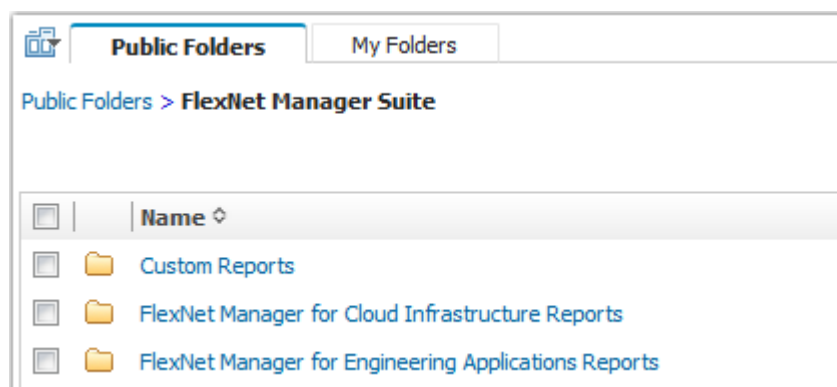 Public Folders My Folders
Public Folders > FlexNet Manager Suite
Name
Custom Reports
FlexNet Manager for Cloud Infrastructure Reports
FlexNet Manager for Engineering Applications Reports